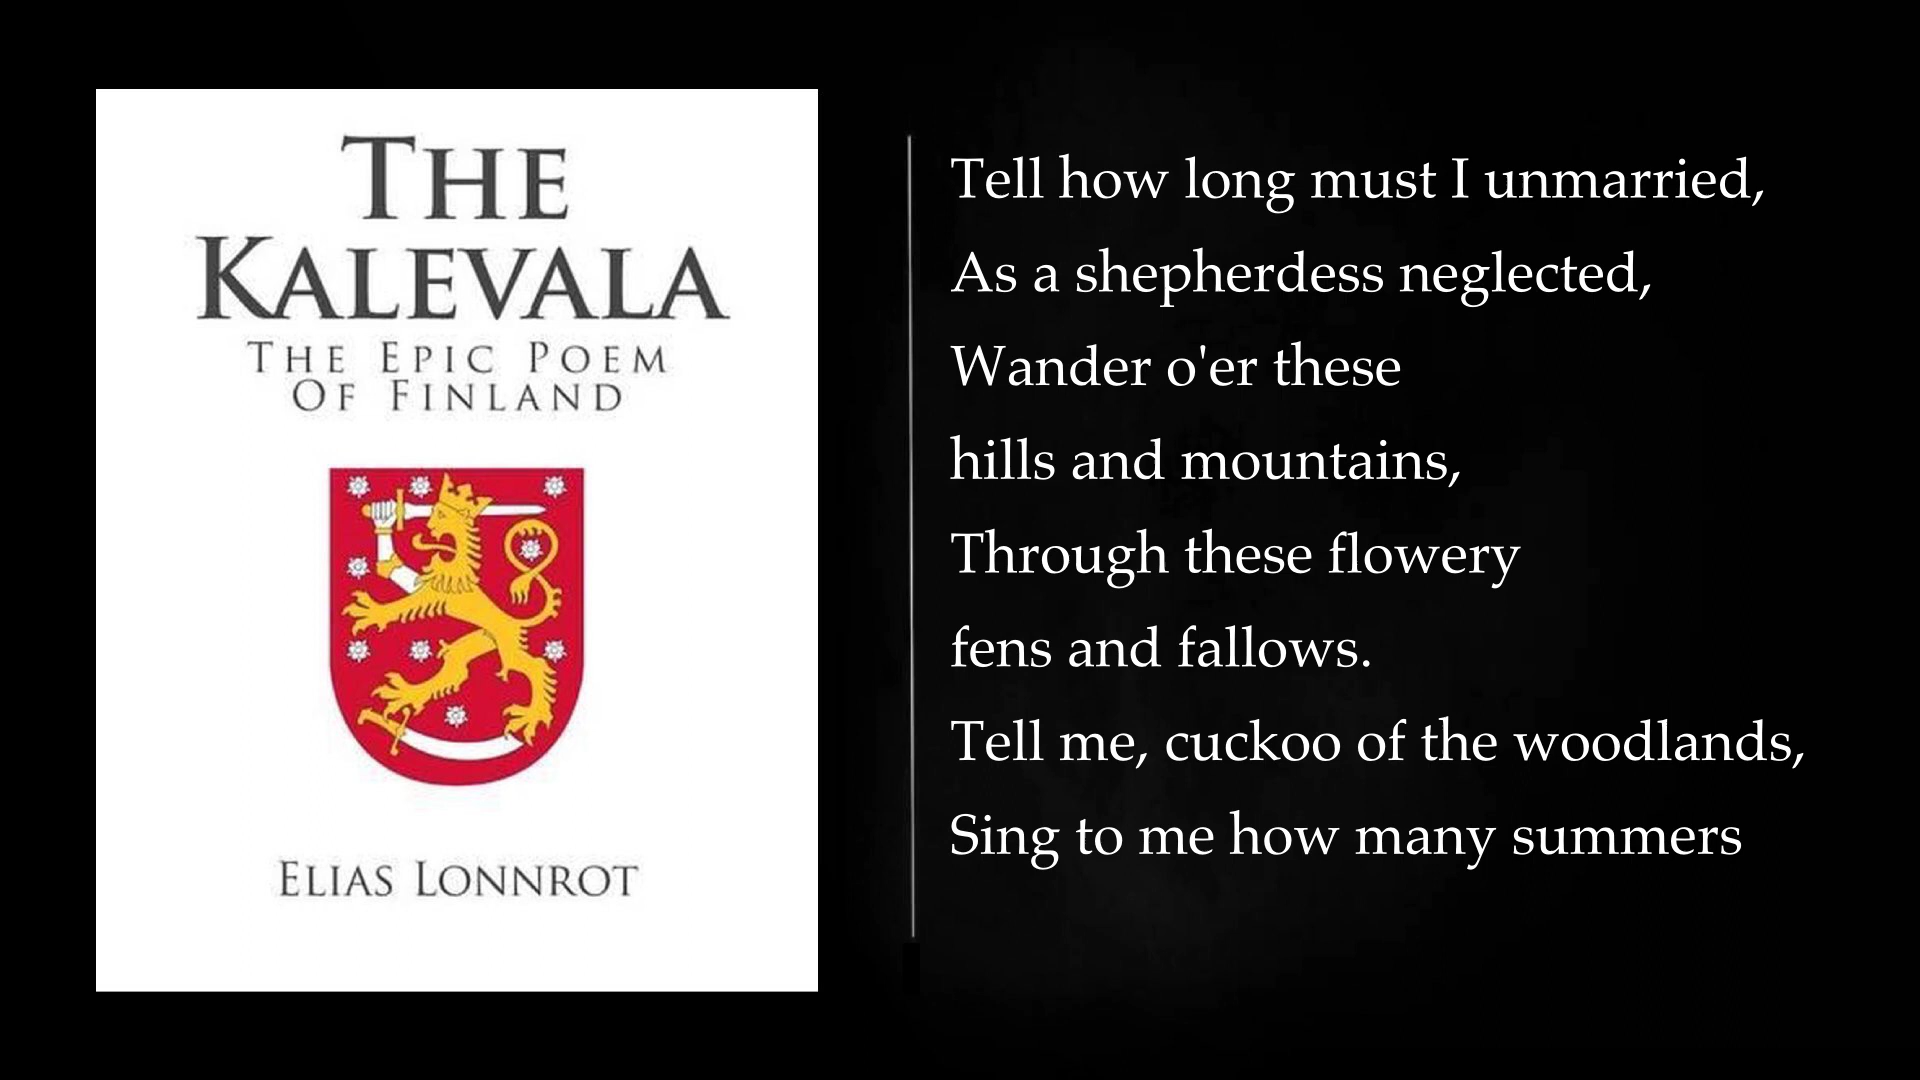 THE
KALEVALA
THE EPIC POEM
OF FINLAND
ELIAS LONNROT
Tell how long must I unmarried,
As a shepherdess neglected,
Wander o'er these
hills and mountains,
Through these flowery
fens and fallows.
Tell me, cuckoo of the woodlands,
Sing to me how many summers